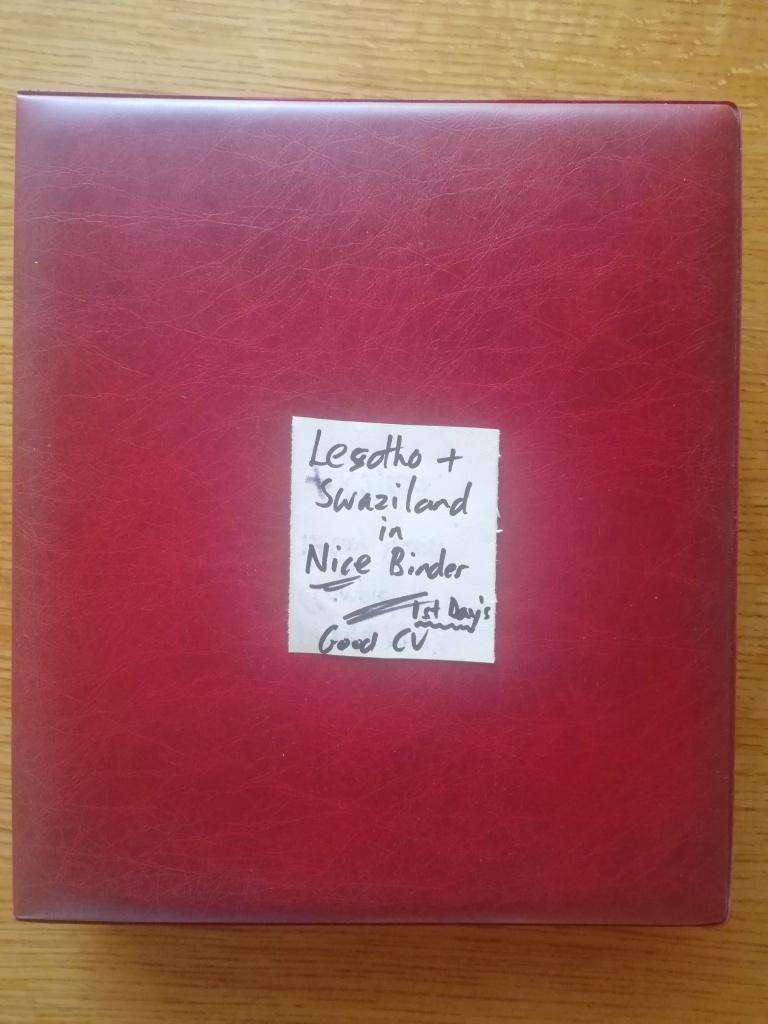 Lesotho +
Swaziland
in
Nice Binder
1st Day's
Good CV